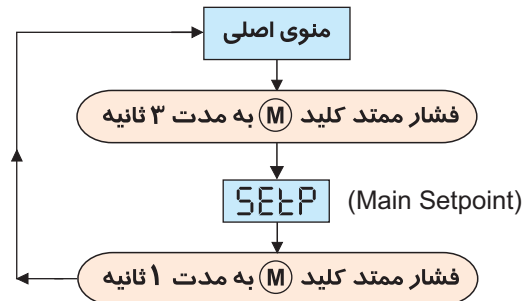 منوی اصلی
فشار ممتد کلید M به مدت ۳ ثانیه
SEtP (Main Setpoint)
فشار ممتد کلید M به مدت ۱ ثانیه